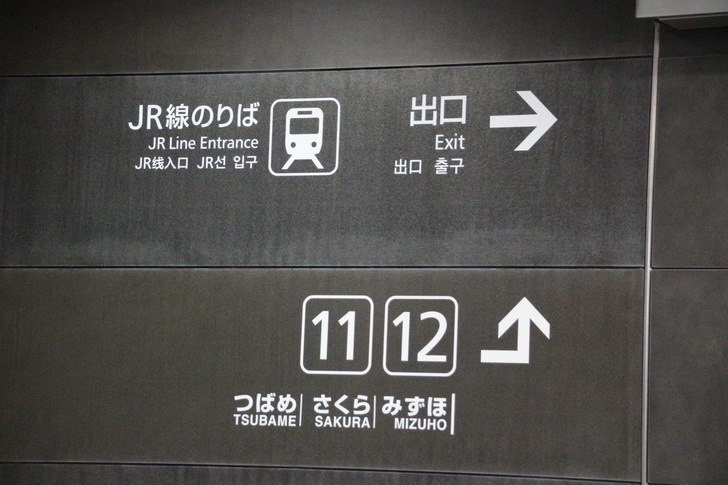 JR線のりば
JR Line Entrance
JR线入口 JR선 입구
出口
Exit
出口 출구
11 12
つばめ さくら みずほ
TSUBAME SAKURA MIZUHO